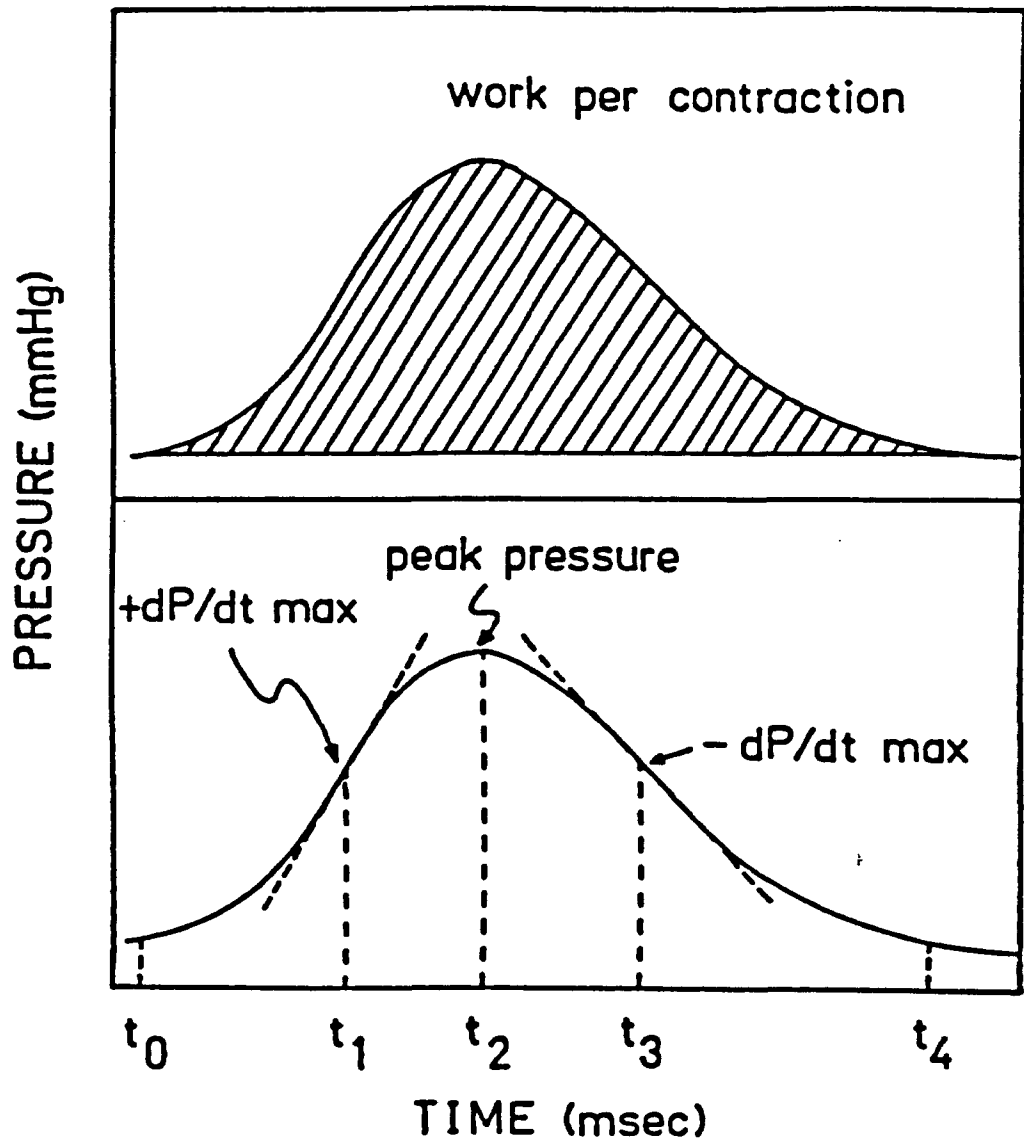 work per contraction
PRESSURE (mmHg)
peak pressure
+dP/dt max
- dP/dt max
t0 t1 t2 t3 t4
TIME (msec)